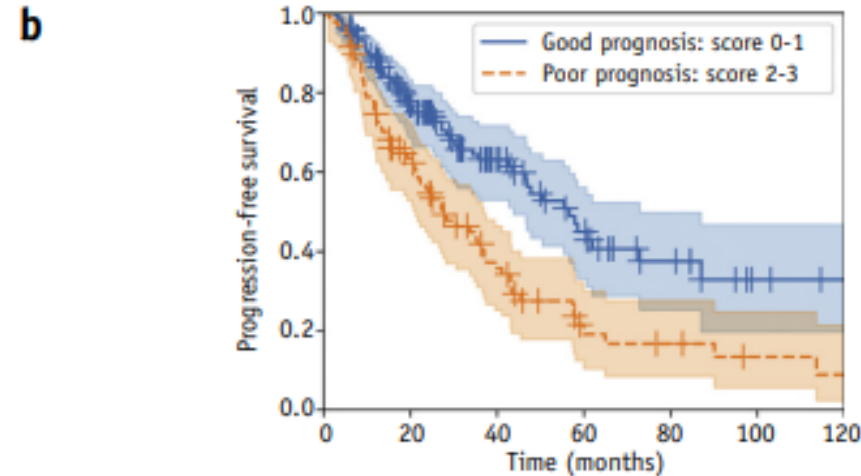 b
Good prognosis: score 0-1
Poor prognosis: score 2-3
Progression-free survival
1.0
0.8
0.6
0.4
0.2
0.0
0 20 40 60 80 100 120
Time (months)